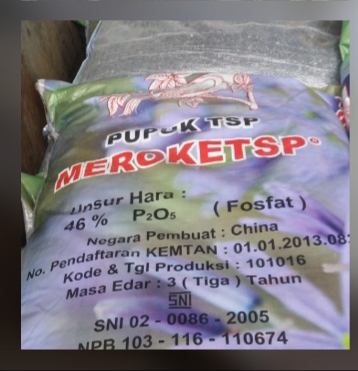 PUPUK TSP
MEROKETSP®
Unsur Hara :
46 % P₂O₅ ( Fosfat )
Negara Pembuat : China
No. Pendaftaran KEMTAN : 01.01.2013.08
Kode & Tgl Produksi : 101016
Masa Edar : 3 ( Tiga ) Tahun
SNI
SNI 02 - 0086 - 2005
NPB 103 - 116 - 110674